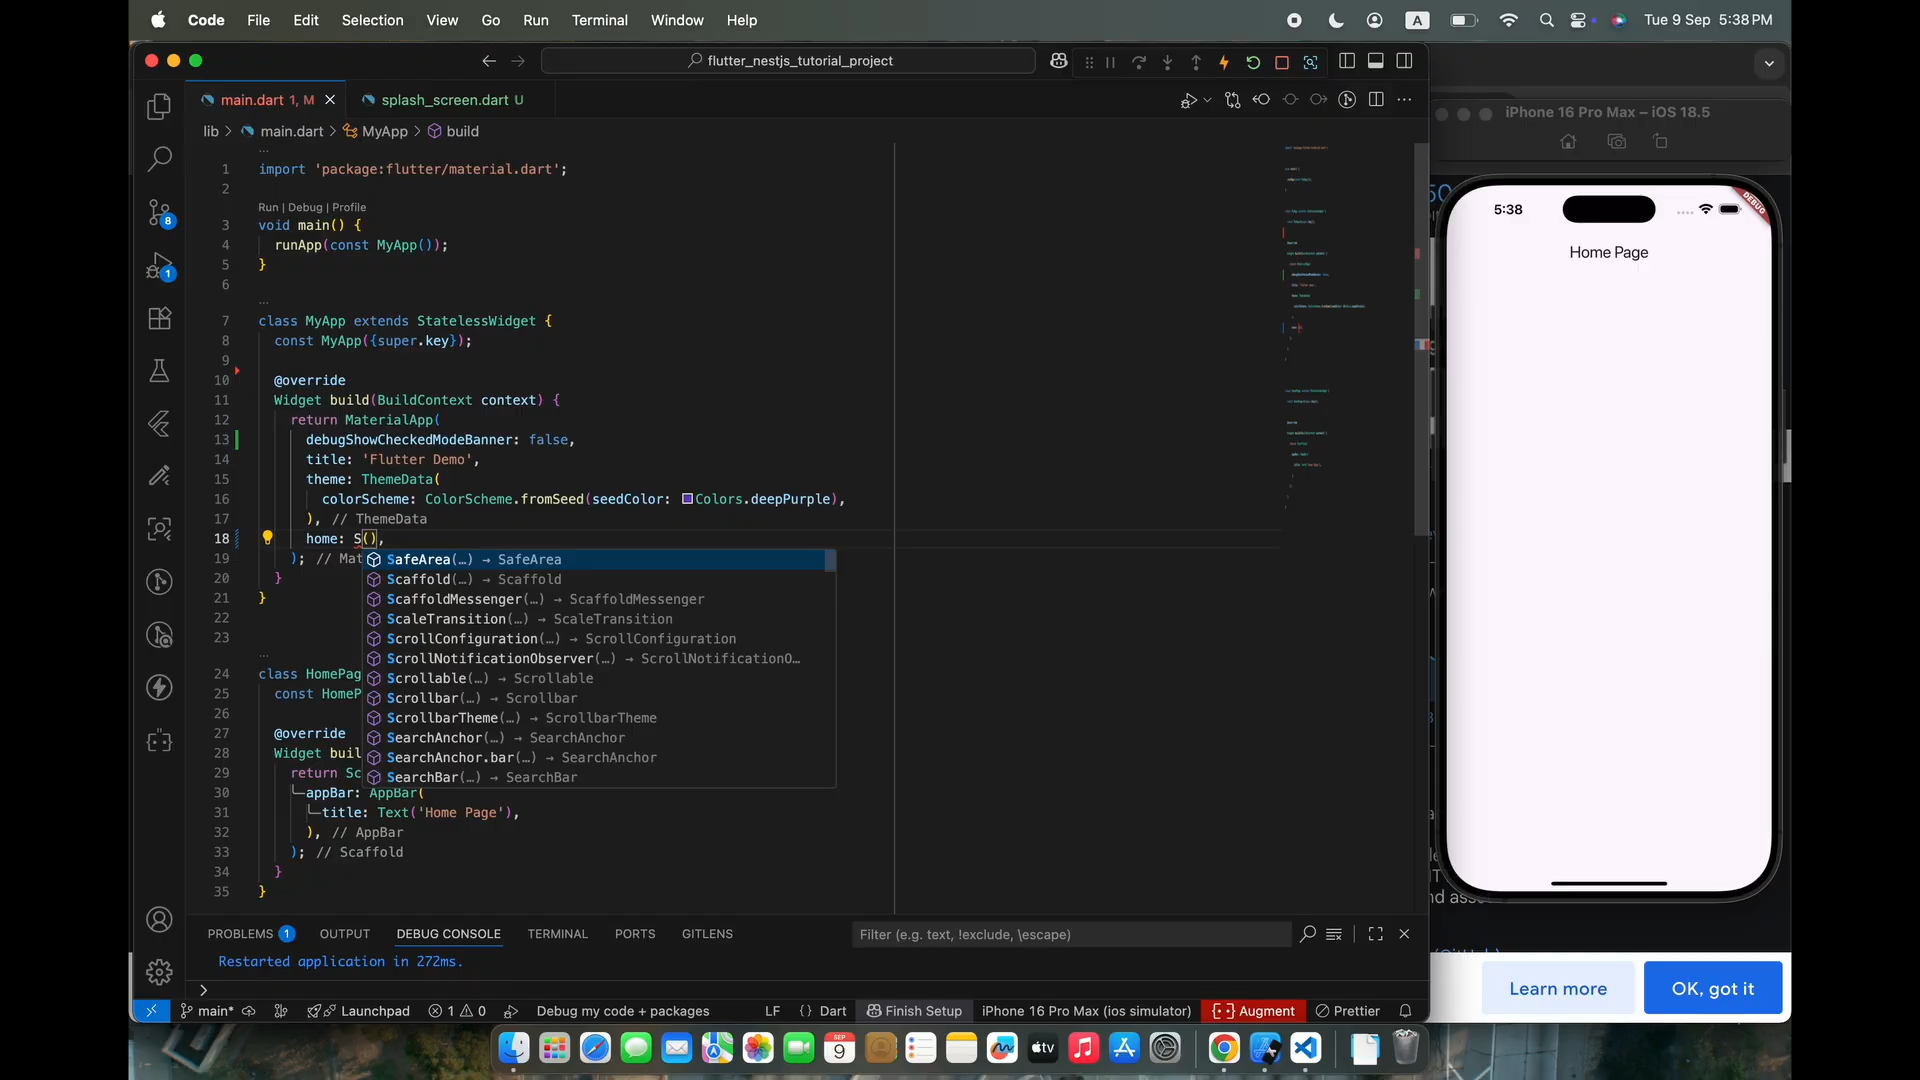 Code File Edit Selection View Go Run Terminal Window Help
A Tue 9 Sep 5:38 PM
flutter_nestjs_tutorial_project
main.dart 1, M
splash_screen.dart U
lib > main.dart > MyApp > build
1 import 'package:flutter/material.dart';
2
Run | Debug | Profile
3 void main() {
4 runApp(const MyApp());
5 }
6
7 class MyApp extends StatelessWidget {
8 const MyApp({super.key});
9
10 @override
11 Widget build(BuildContext context) {
12 return MaterialApp(
13 debugShowCheckedModeBanner: false,
14 title: 'Flutter Demo',
15 theme: ThemeData(
16 colorScheme: ColorScheme.fromSeed(seedColor: Colors.deepPurple),
17 ), // ThemeData
18 home: S(),
19 ); // Mat
20 }
21 }
22
23
24 class HomePag
25 const HomeP
26
27 @override
28 Widget buil
29 return Sc
30 appBar: AppBar(
31 title: Text('Home Page'),
32 ), // AppBar
33 ); // Scaffold
34 }
35 }
SafeArea(…) → SafeArea
Scaffold(…) → Scaffold
ScaffoldMessenger(…) → ScaffoldMessenger
ScaleTransition(…) → ScaleTransition
ScrollConfiguration(…) → ScrollConfiguration
ScrollNotificationObserver(…) → ScrollNotificationO…
Scrollable(…) → Scrollable
Scrollbar(…) → Scrollbar
ScrollbarTheme(…) → ScrollbarTheme
SearchAnchor(…) → SearchAnchor
SearchAnchor.bar(…) → SearchAnchor
SearchBar(…) → SearchBar
8
1
PROBLEMS 1 OUTPUT DEBUG CONSOLE TERMINAL PORTS GITLENS
Filter (e.g. text, !exclude, \escape)
Restarted application in 272ms.
>
main* Launchpad 1 0 Debug my code + packages LF {} Dart Finish Setup iPhone 16 Pro Max (ios simulator) Augment Prettier
iPhone 16 Pro Max – iOS 18.5
5:38
DEBUG
Home Page
nd ass
Learn more
OK, got it
SEP
9
tv